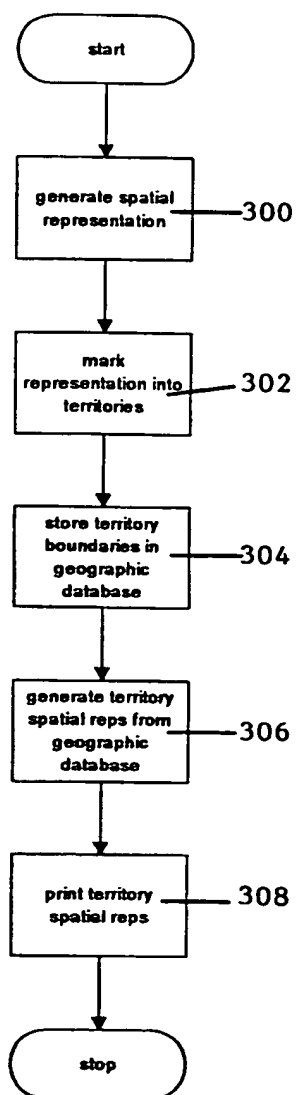 start
generate spatial
representation
300
mark
representation into
territories
302
store territory
boundaries in
geographic
database
304
generate territory
spatial reps from
geographic
database
306
print territory
spatial reps
308
stop